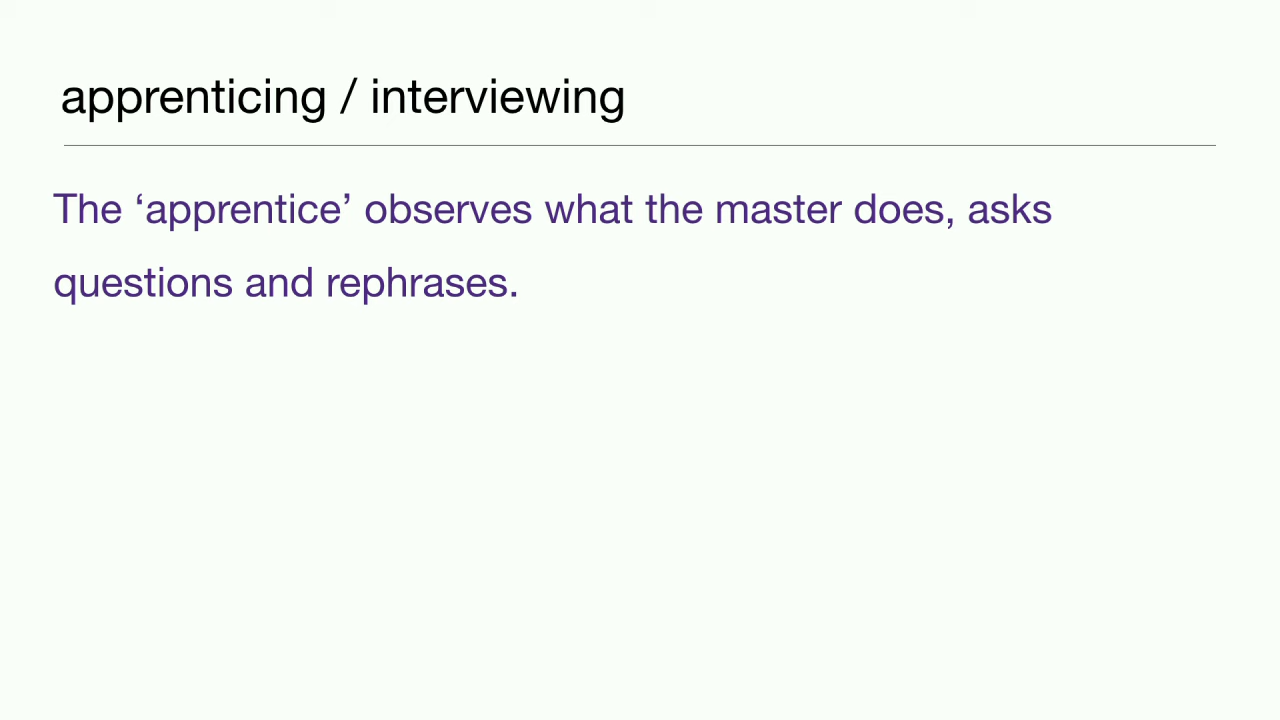 apprenticing / interviewing
The ‘apprentice’ observes what the master does, asks
questions and rephrases.